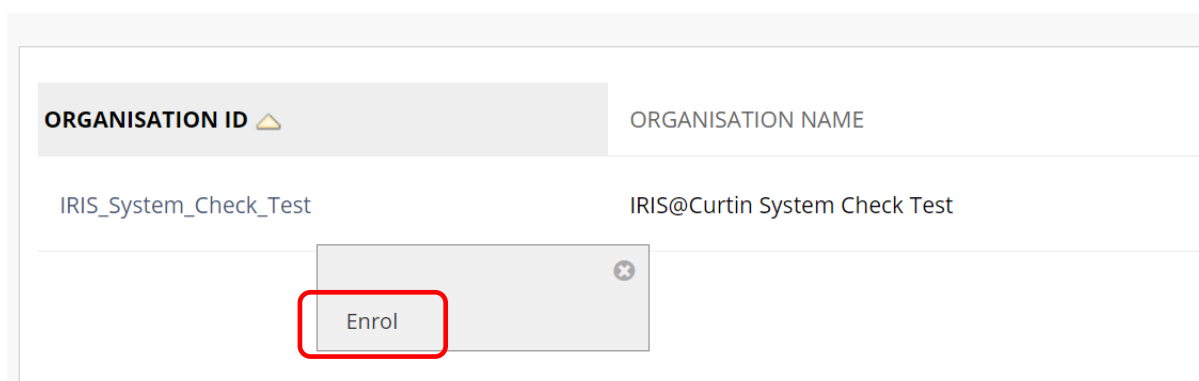 ORGANISATION ID
ORGANISATION NAME
IRIS_System_Check_Test
IRIS@Curtin System Check Test
Enrol